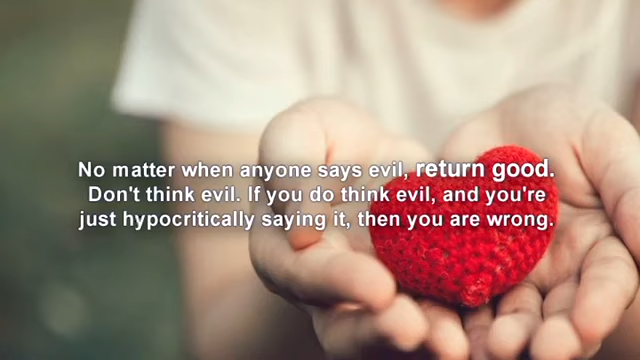 No matter when anyone says evil, return good.
Don't think evil. If you do think evil, and you're
just hypocritically saying it, then you are wrong.